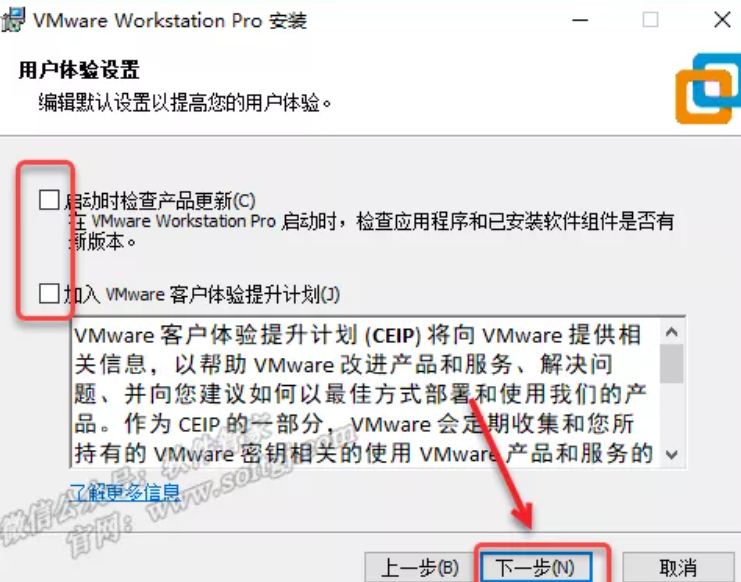 VMware Workstation Pro 安装
用户体验设置
编辑默认设置以提高您的用户体验。
启动时检查产品更新(C)
在 VMware Workstation Pro 启动时，检查应用程序和已安装软件组件是否有
新版本。
加入 VMware 客户体验提升计划(J)
VMware 客户体验提升计划 (CEIP) 将向 VMware 提供相
关信息，以帮助 VMware 改进产品和服务、解决问
题、并向您建议如何以最佳方式部署和使用我们的产
品。作为 CEIP 的一部分，VMware 会定期收集和您所
持有的 VMware 密钥相关的使用 VMware 产品和服务的
了解更多信息
微信公众号：软件管家
官网：www.softgj.com
上一步(B)
下一步(N)
取消